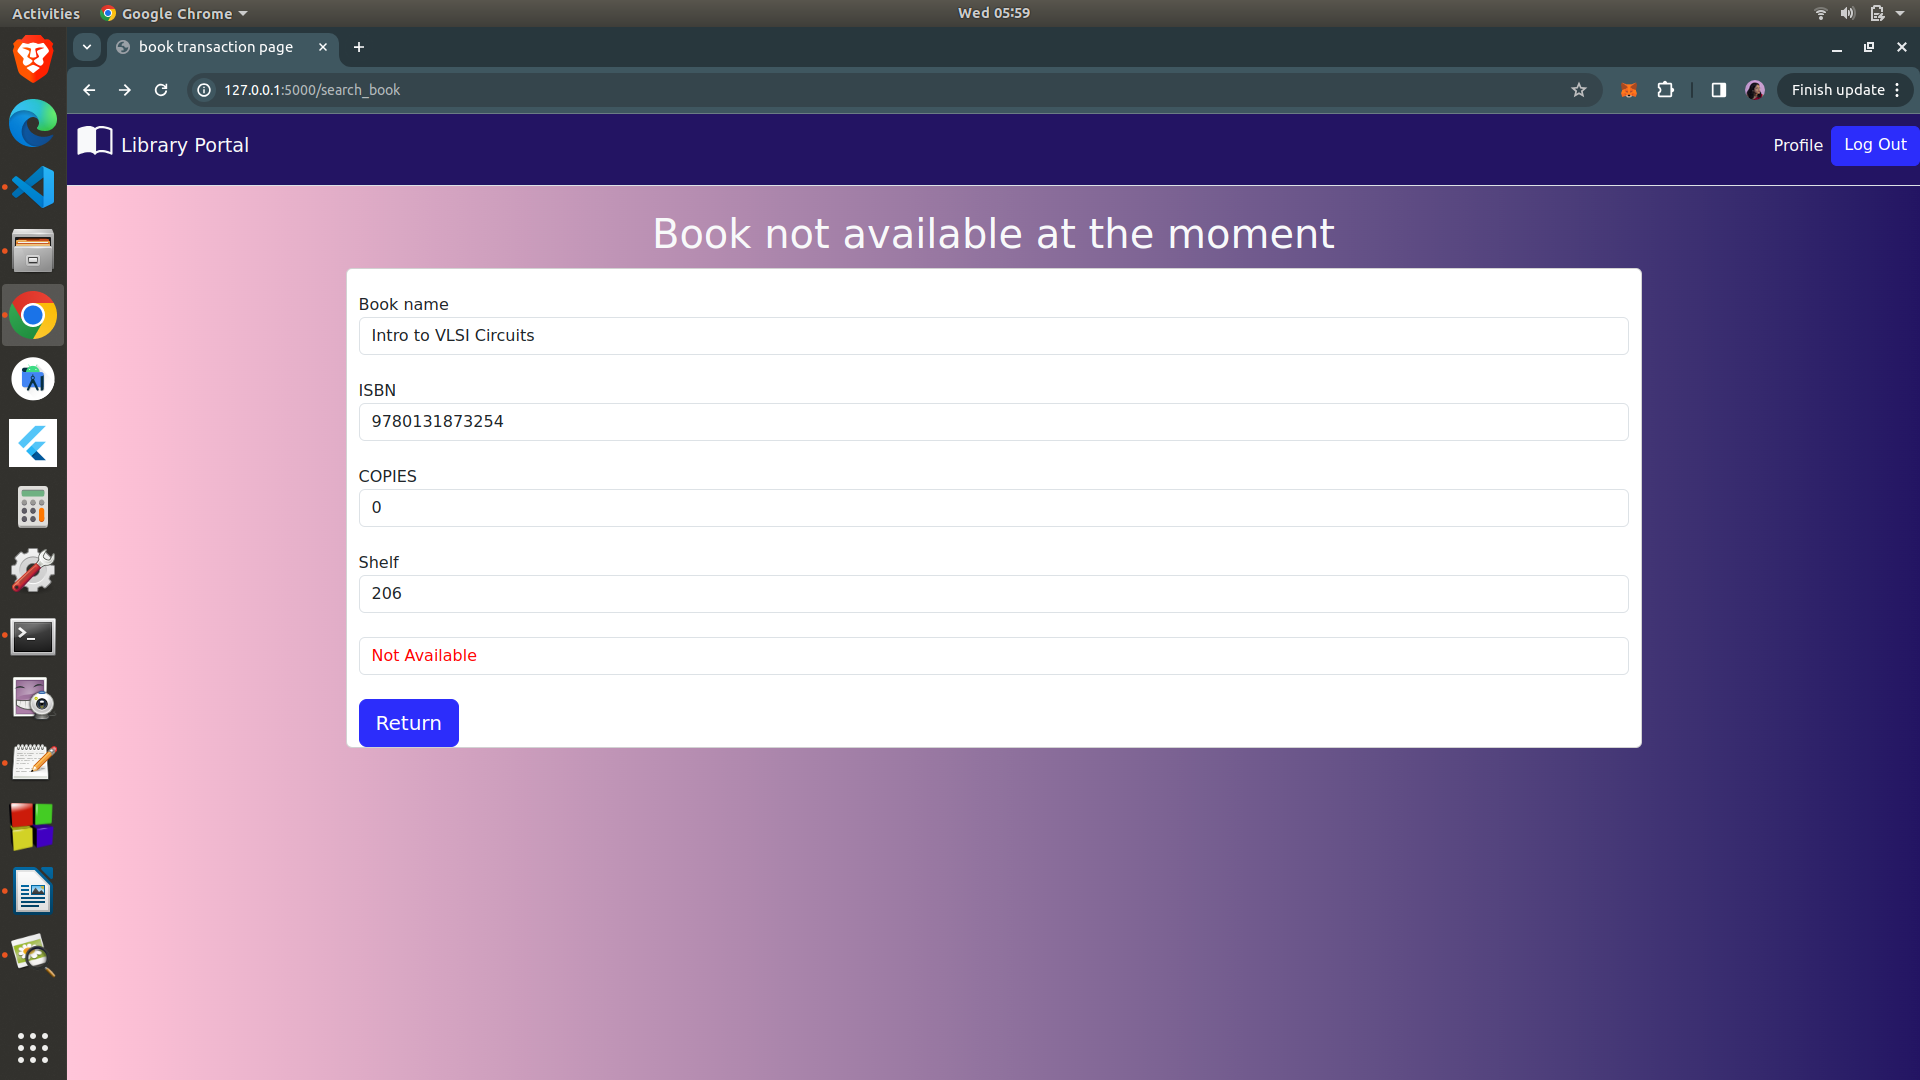 Activities
Google Chrome
Wed 05:59
book transaction page
127.0.0.1:5000/search_book
Finish update
Library Portal
Profile
Log Out
Book not available at the moment
Book name
Intro to VLSI Circuits
ISBN
9780131873254
COPIES
0
Shelf
206
Not Available
Return